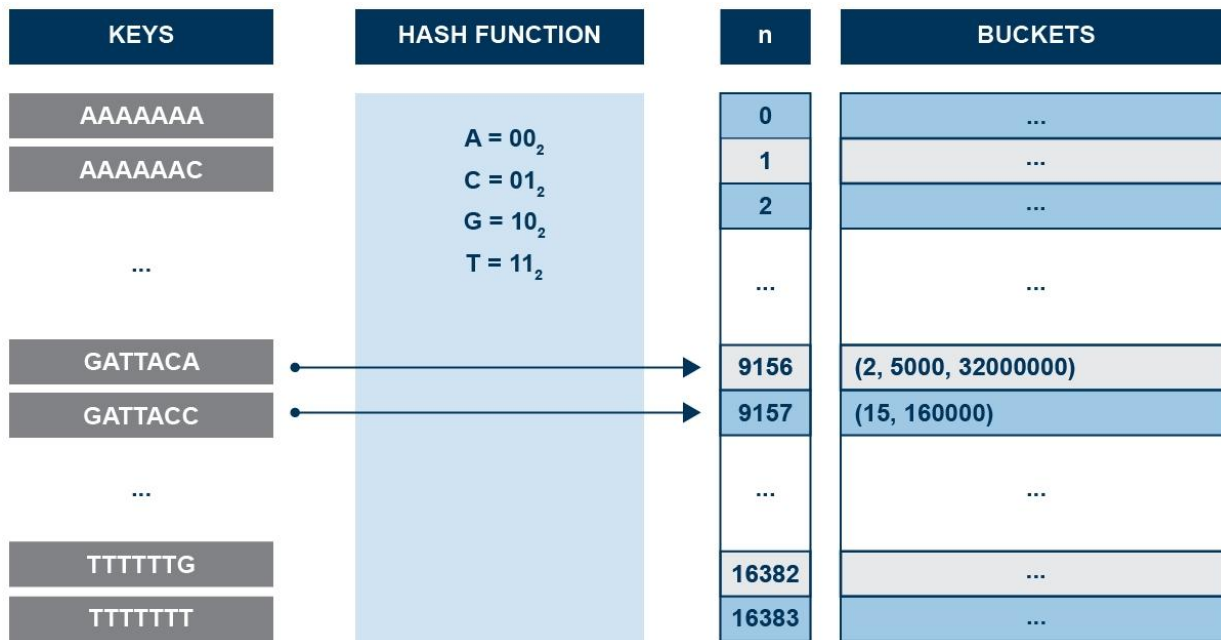 KEYS HASH FUNCTION n BUCKETS
AAAAAAA 0 ...
AAAAAAC A = 00₂ 1 ...
C = 01₂ 2 ...
G = 10₂
... T = 11₂ ... ...
GATTACA 9156 (2, 5000, 32000000)
GATTACC 9157 (15, 160000)
... ... ...
TTTTTTG 16382 ...
TTTTTTT 16383 ...